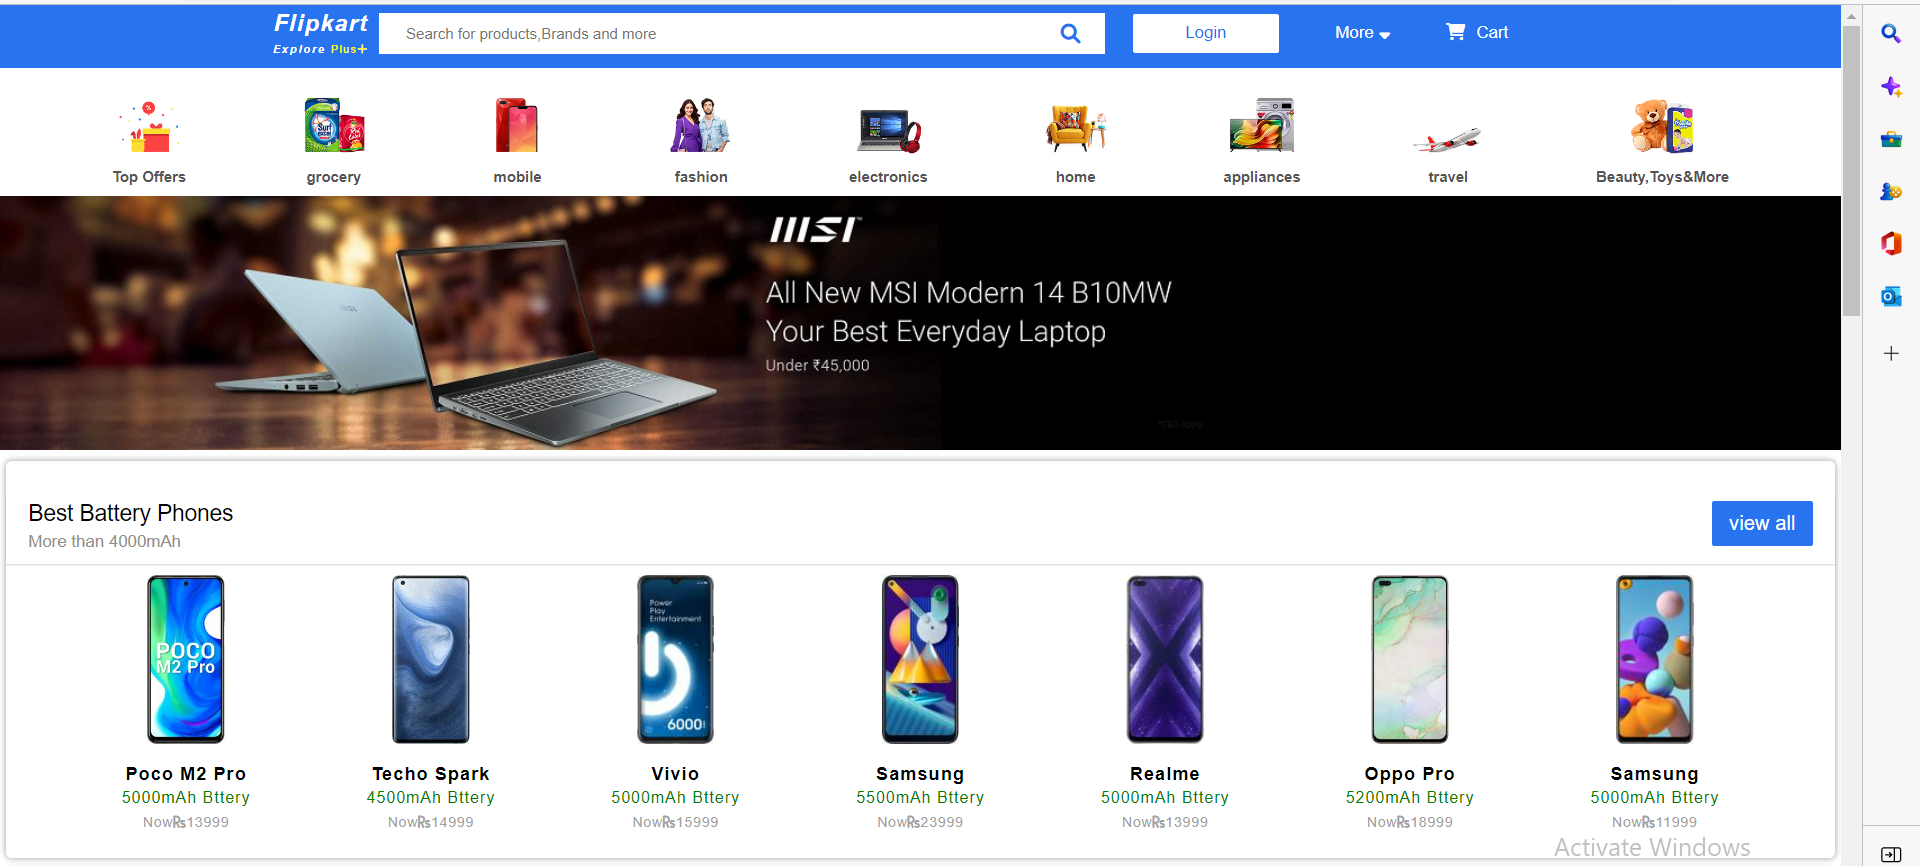 Flipkart
Explore Plus+
Search for products,Brands and more
Login
More
Cart
Top Offers
grocery
mobile
fashion
electronics
home
appliances
travel
Beauty,Toys&More
Surf
excel
msi
All New MSI Modern 14 B10MW
Your Best Everyday Laptop
Under ₹45,000
*T&C Apply
Best Battery Phones
More than 4000mAh
view all
POCO
M2 Pro
Power
Play
Entertainment
6000
Poco M2 Pro
5000mAh Bttery
Now₨13999
Techo Spark
4500mAh Bttery
Now₨14999
Vivio
5000mAh Bttery
Now₨15999
Samsung
5500mAh Bttery
Now₨23999
Realme
5000mAh Bttery
Now₨13999
Oppo Pro
5200mAh Bttery
Now₨18999
Samsung
5000mAh Bttery
Now₨11999
Activate Windows